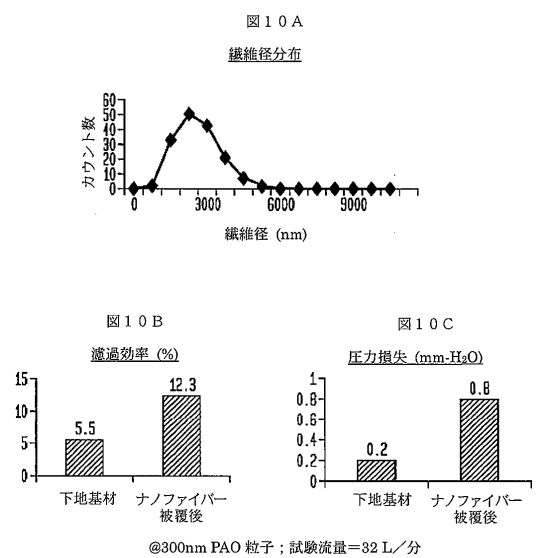 図10A
繊維径分布
カウント数
60
50
40
30
20
10
0
0 3000 6000 9000
繊維径 (nm)
図10B
濾過効率 (%)
15
10
5
0
5.5
12.3
下地基材
ナノファイバー
被覆後
図10C
圧力損失 (mm-H₂O)
1
0.8
0.6
0.4
0.2
0
0.2
0.8
下地基材
ナノファイバー
被覆後
@300nm PAO 粒子;試験流量=32 L/分